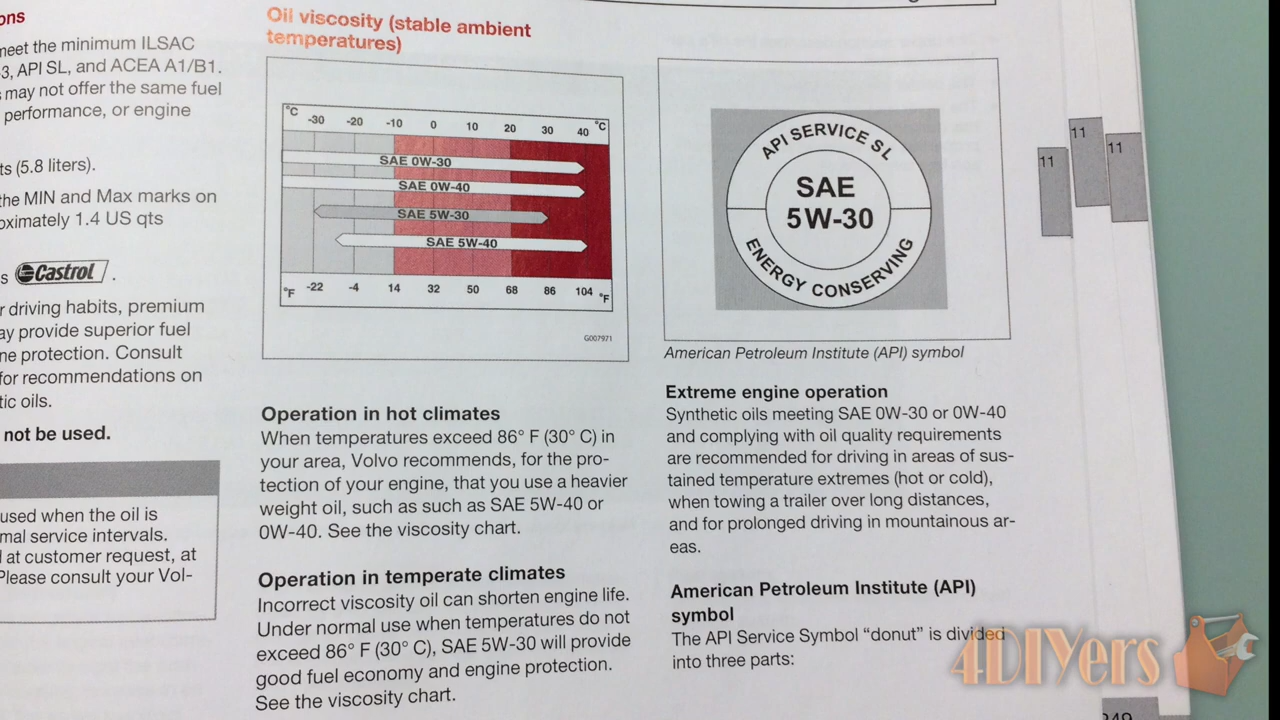 ons
meet the minimum ILSAC
3, API SL, and ACEA A1/B1.
may not offer the same fuel
performance, or engine
ts (5.8 liters).
the MIN and Max marks on
oximately 1.4 US qts
s Castrol .
r driving habits, premium
ay provide superior fuel
ne protection. Consult
for recommendations on
tic oils.
not be used.
used when the oil is
mal service intervals.
at customer request, at
Please consult your Vol-
Oil viscosity (stable ambient
temperatures)
°C -30 -20 -10 0 10 20 30 40 °C
SAE 0W-30
SAE 0W-40
SAE 5W-30
SAE 5W-40
°F -22 -4 14 32 50 68 86 104 °F
G007971
Operation in hot climates
When temperatures exceed 86° F (30° C) in
your area, Volvo recommends, for the pro-
tection of your engine, that you use a heavier
weight oil, such as such as SAE 5W-40 or
0W-40. See the viscosity chart.
Operation in temperate climates
Incorrect viscosity oil can shorten engine life.
Under normal use when temperatures do not
exceed 86° F (30° C), SAE 5W-30 will provide
good fuel economy and engine protection.
See the viscosity chart.
API SERVICE SL
SAE
5W-30
ENERGY CONSERVING
American Petroleum Institute (API) symbol
Extreme engine operation
Synthetic oils meeting SAE 0W-30 or 0W-40
and complying with oil quality requirements
are recommended for driving in areas of sus-
tained temperature extremes (hot or cold),
when towing a trailer over long distances,
and for prolonged driving in mountainous ar-
eas.
American Petroleum Institute (API)
symbol
The API Service Symbol “donut” is divided
into three parts:
11
11
11
249
4DIYers